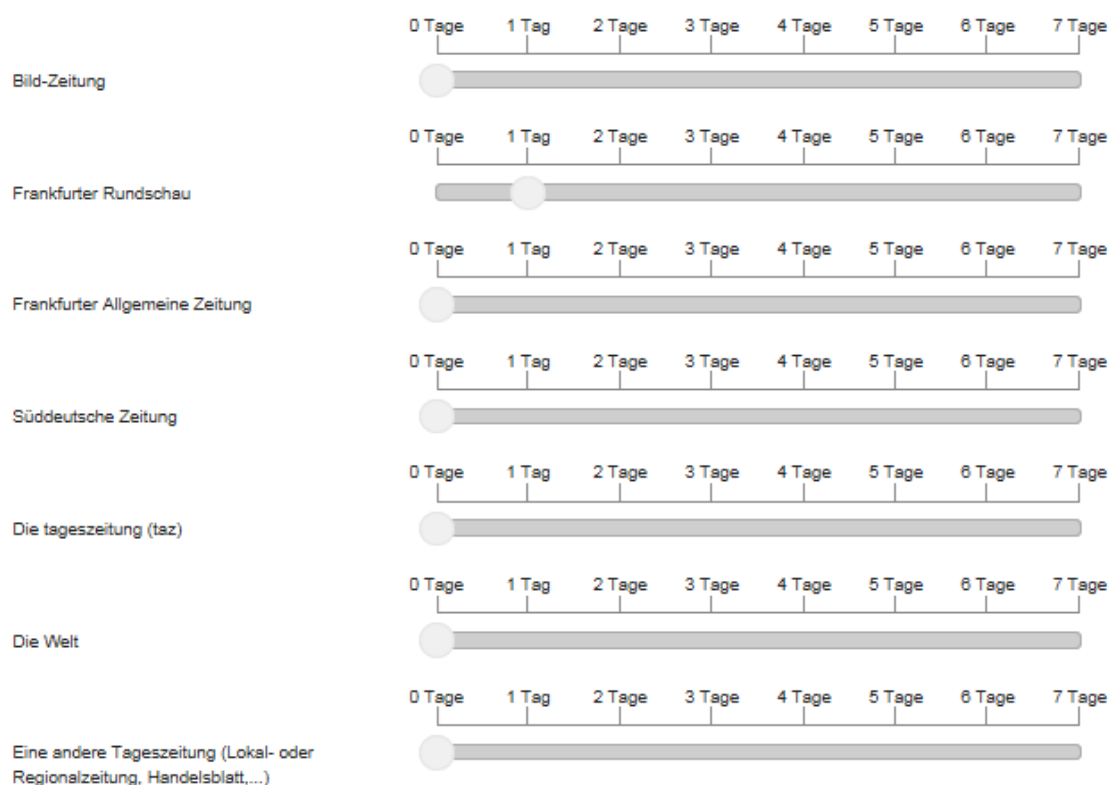 0 Tage 1 Tag 2 Tage 3 Tage 4 Tage 5 Tage 6 Tage 7 Tage
Bild-Zeitung
0 Tage 1 Tag 2 Tage 3 Tage 4 Tage 5 Tage 6 Tage 7 Tage
Frankfurter Rundschau
0 Tage 1 Tag 2 Tage 3 Tage 4 Tage 5 Tage 6 Tage 7 Tage
Frankfurter Allgemeine Zeitung
0 Tage 1 Tag 2 Tage 3 Tage 4 Tage 5 Tage 6 Tage 7 Tage
Süddeutsche Zeitung
0 Tage 1 Tag 2 Tage 3 Tage 4 Tage 5 Tage 6 Tage 7 Tage
Die tageszeitung (taz)
0 Tage 1 Tag 2 Tage 3 Tage 4 Tage 5 Tage 6 Tage 7 Tage
Die Welt
0 Tage 1 Tag 2 Tage 3 Tage 4 Tage 5 Tage 6 Tage 7 Tage
Eine andere Tageszeitung (Lokal- oder
Regionalzeitung, Handelsblatt,...)